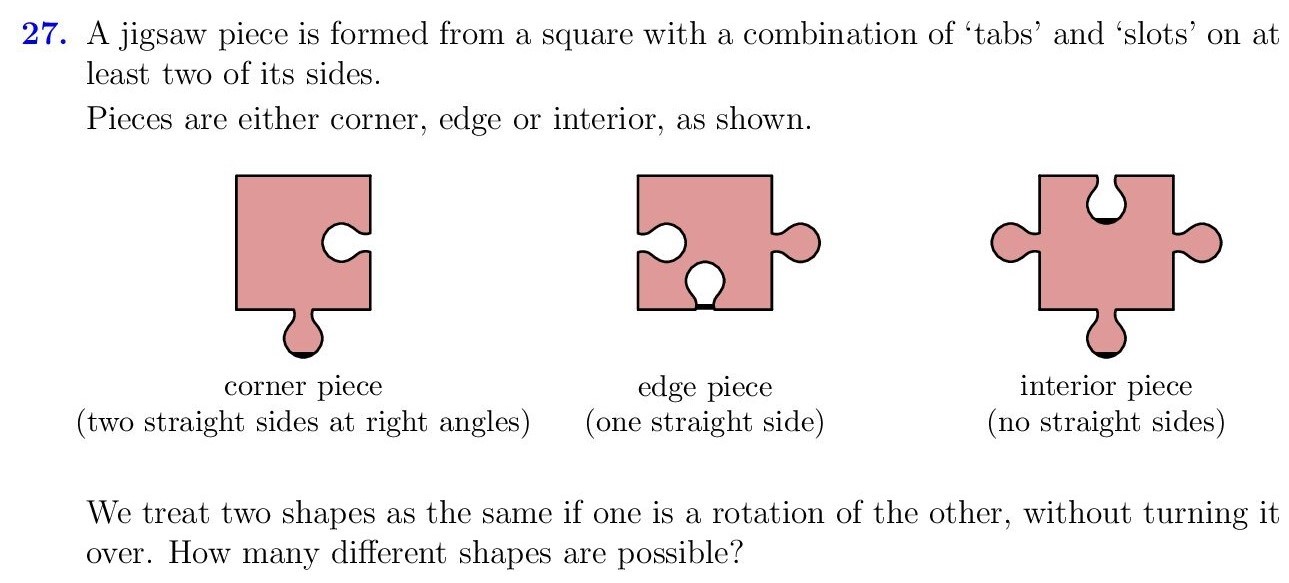 27. A jigsaw piece is formed from a square with a combination of ‘tabs’ and ‘slots’ on at
least two of its sides.
Pieces are either corner, edge or interior, as shown.
corner piece
(two straight sides at right angles)
edge piece
(one straight side)
interior piece
(no straight sides)
We treat two shapes as the same if one is a rotation of the other, without turning it
over. How many different shapes are possible?